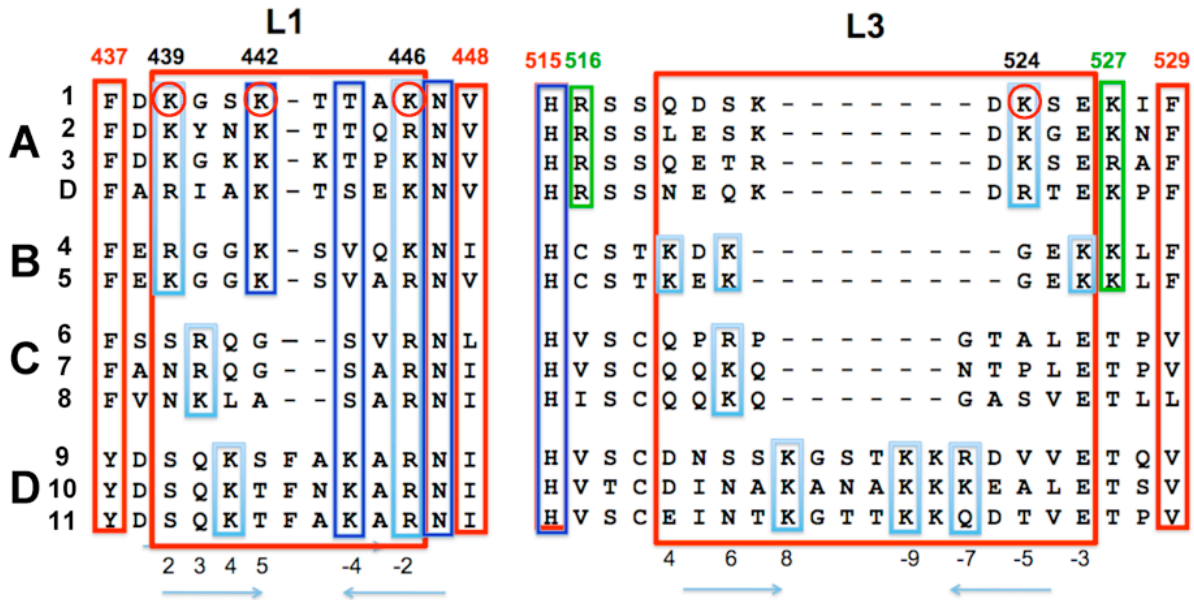 L1 L3
437 439 442 446 448 515 516 524 527 529
1 F D K G S K - T T A K N V H R S S Q D S K - - - - - - - D K S E K I F
A 2 F D K Y N K - T T Q R N V H R S S L E S K - - - - - - - D K G E K N F
3 F D K G K K - K T P K N V H R S S Q E T R - - - - - - - D K S E R A F
D F A R I A K - T S E K N V H R S S N E Q K - - - - - - - D R T E K P F
B 4 F E R G G K - S V Q K N I H C S T K D K - - - - - - - - - G E K K L F
5 F E K G G K - S V A R N V H C S T K E K - - - - - - - - - G E K K L F
6 F S S R Q G - - S V R N L H V S C Q P R P - - - - - - G T A L E T P V
C 7 F A N R Q G - - S A R N I H V S C Q Q K Q - - - - - - N T P L E T P V
8 F V N K L A - - S A R N I H I S C Q Q K Q - - - - - - G A S V E T L L
9 Y D S Q K S F A K A R N I H V S C D N S S K G S T K K R D V V E T Q V
D 10 Y D S Q K T F N K A R N I H V T C D I N A K A N A K K K E A L E T S V
11 Y D S Q K T F A K A R N I H V S C E I N T K G T T K K Q D T V E T P V
2 3 4 5 -4 -2 4 6 8 -9 -7 -5 -3